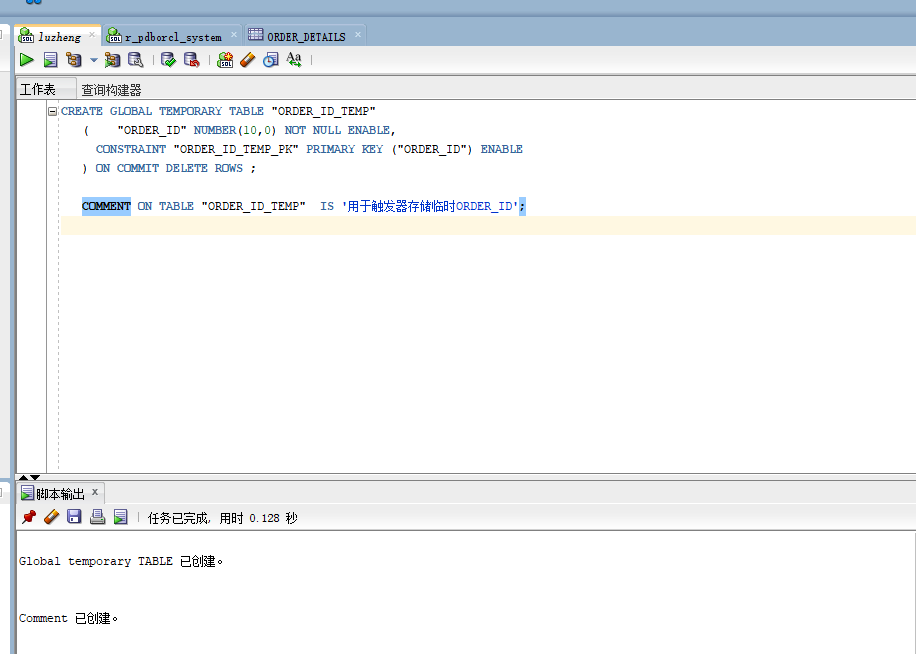 luzheng r_pdborcl_system ORDER_DETAILS
工作表 查询构建器
CREATE GLOBAL TEMPORARY TABLE "ORDER_ID_TEMP"
( "ORDER_ID" NUMBER(10,0) NOT NULL ENABLE,
CONSTRAINT "ORDER_ID_TEMP_PK" PRIMARY KEY ("ORDER_ID") ENABLE
) ON COMMIT DELETE ROWS ;
COMMENT ON TABLE "ORDER_ID_TEMP" IS '用于触发器存储临时ORDER_ID';
脚本输出
任务已完成, 用时 0.128 秒
Global temporary TABLE 已创建。
Comment 已创建。